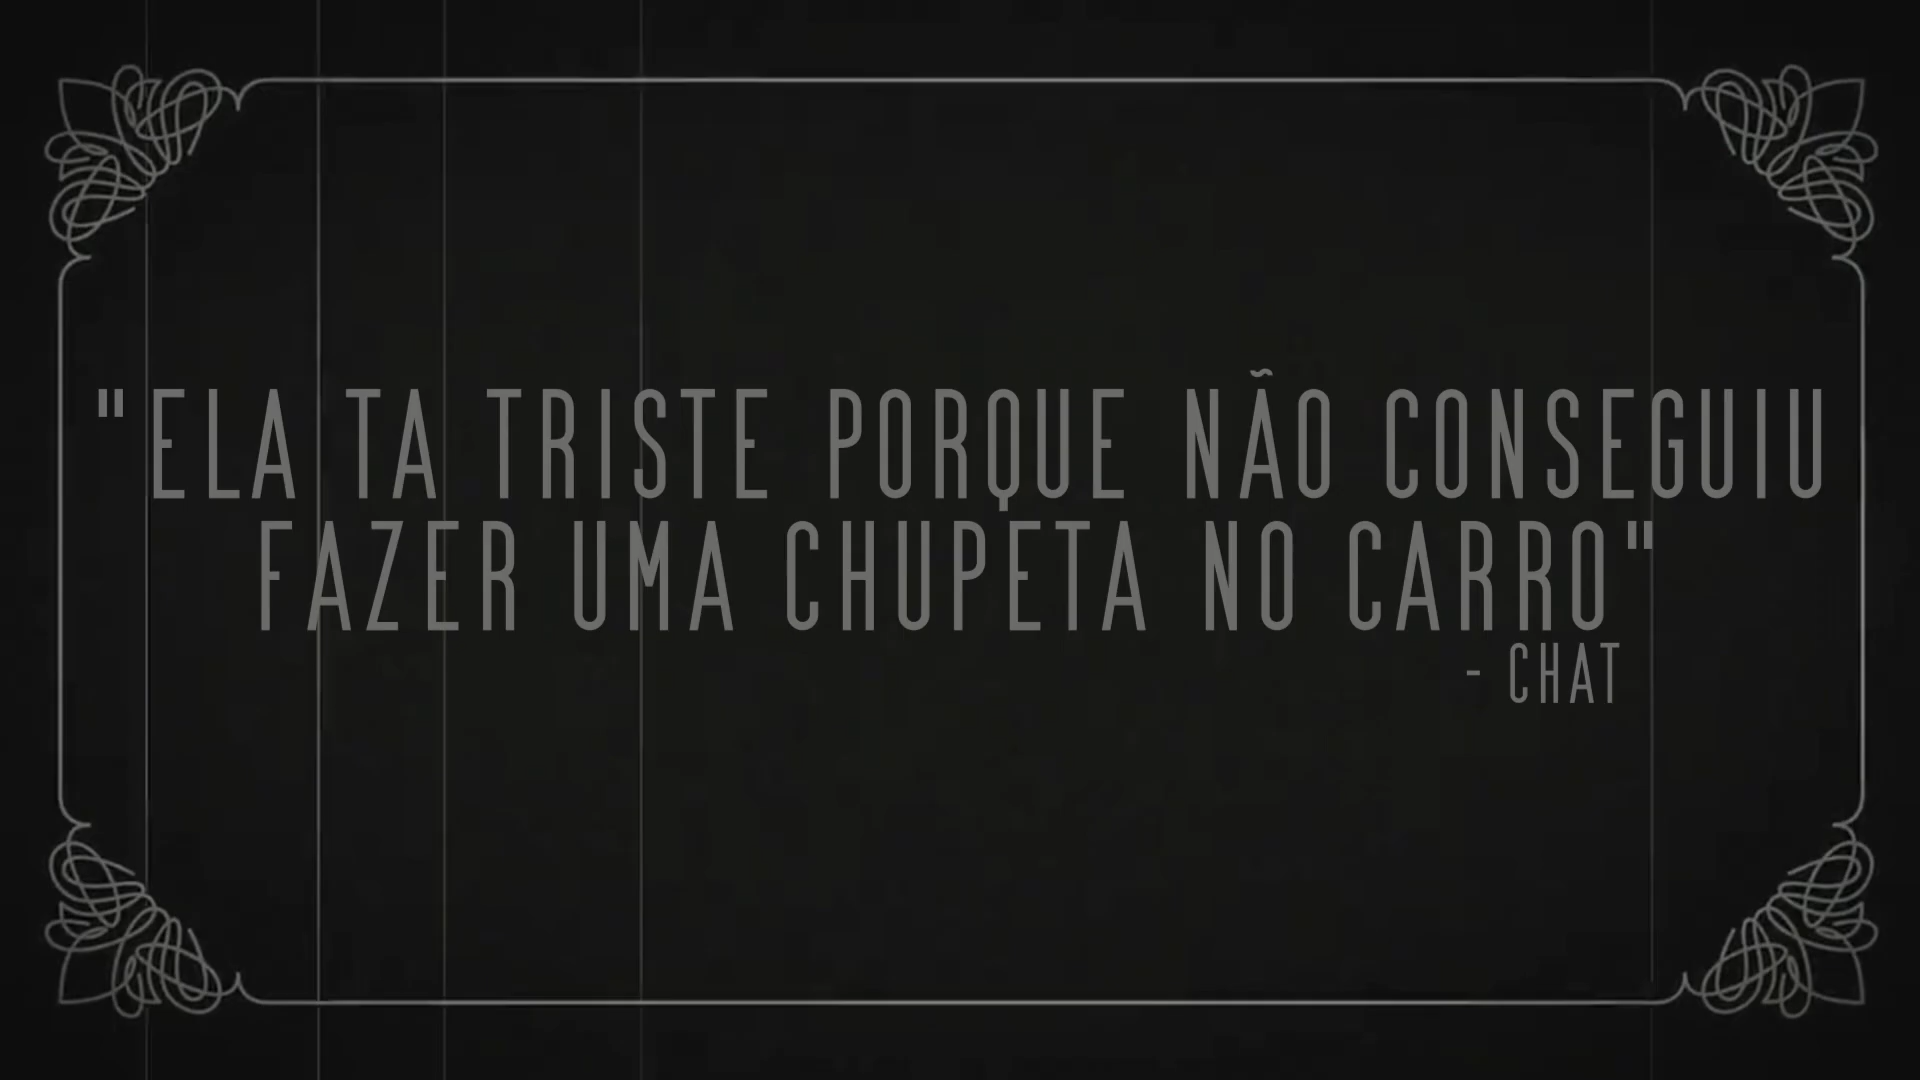 "ELA TA TRISTE PORQUE NÃO CONSEGUIU
FAZER UMA CHUPETA NO CARRO"
- CHAT